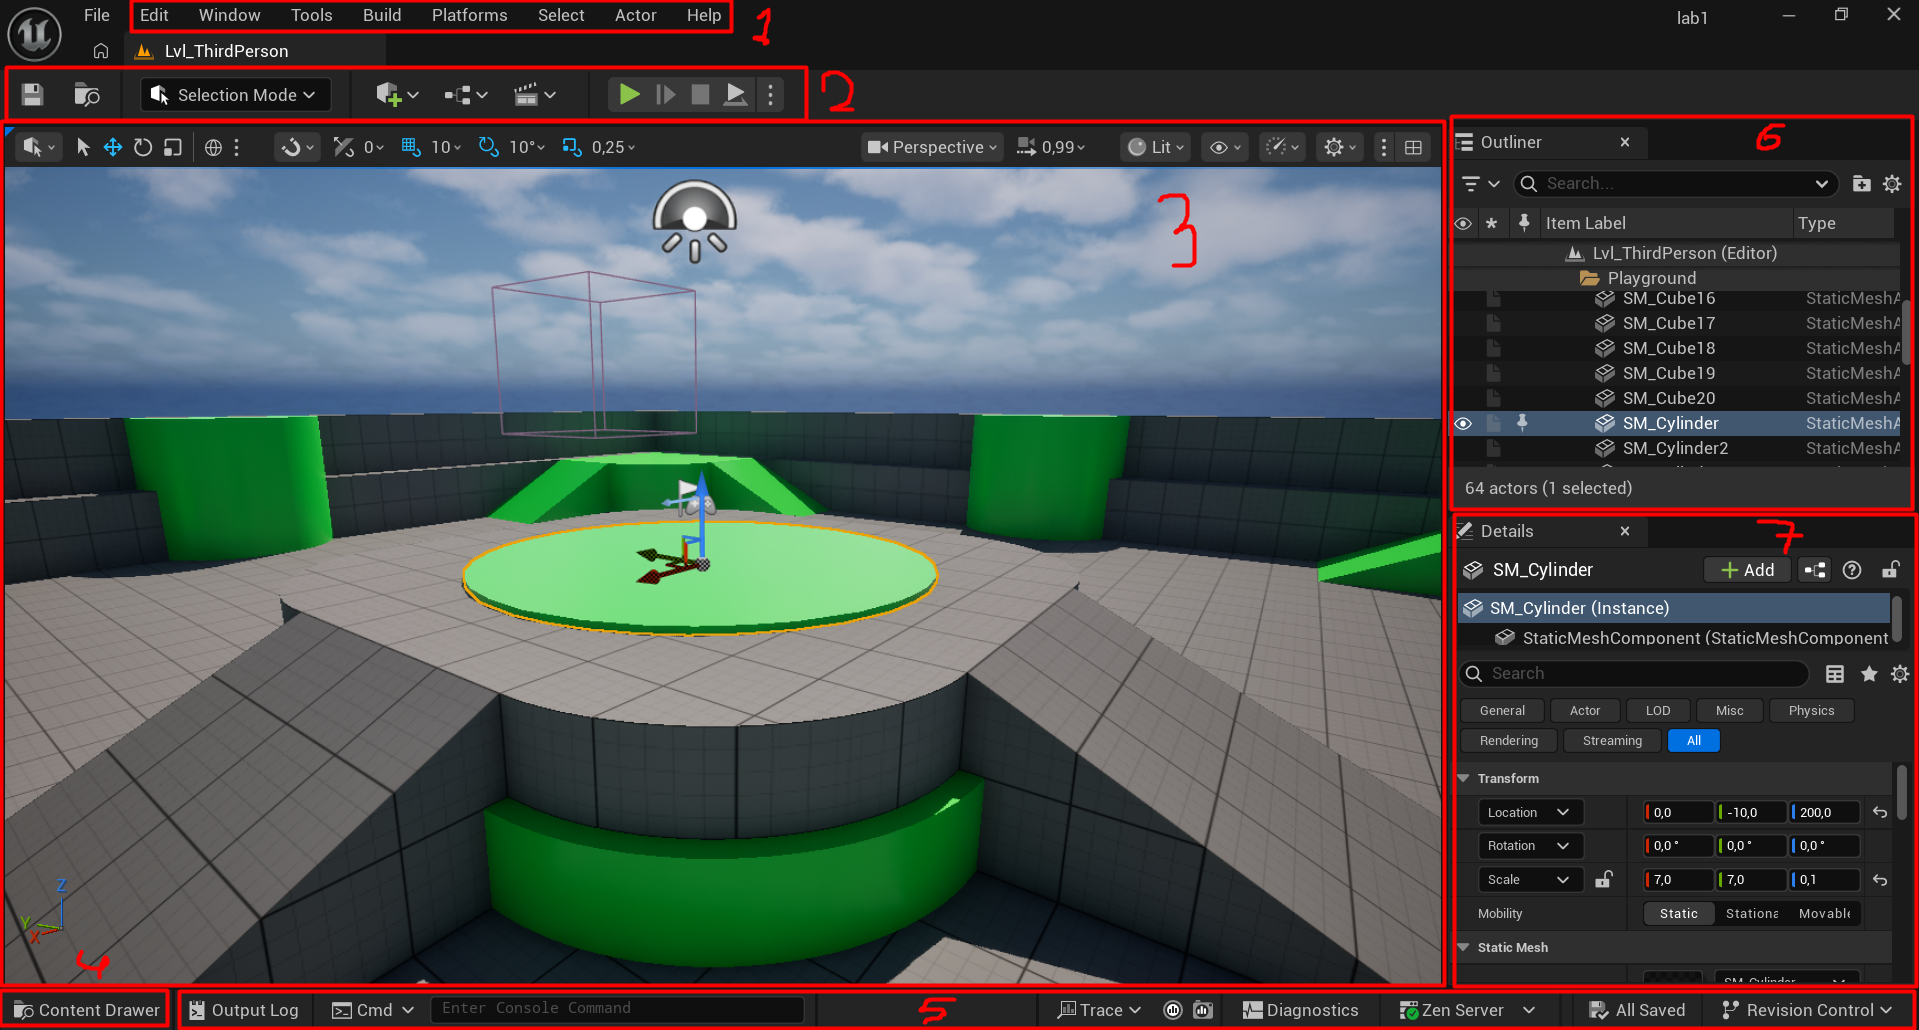 File Edit Window Tools Build Platforms Select Actor Help 1 lab1
Lvl_ThirdPerson
Selection Mode 2
0 10 10° 0,25 Perspective 0,99 Lit
3
Outliner 6
Search...
Item Label Type
Lvl_ThirdPerson (Editor)
Playground
SM_Cube16 StaticMeshA
SM_Cube17 StaticMeshA
SM_Cube18 StaticMeshA
SM_Cube19 StaticMeshA
SM_Cube20 StaticMeshA
SM_Cylinder StaticMeshA
SM_Cylinder2 StaticMeshA
64 actors (1 selected)
Details 7
SM_Cylinder Add
SM_Cylinder (Instance)
StaticMeshComponent (StaticMeshComponent
Search
General Actor LOD Misc Physics
Rendering Streaming All
Transform
Location 0,0 -10,0 200,0
Rotation 0,0 ° 0,0 ° 0,0 °
Scale 7,0 7,0 0,1
Mobility Static Stationa Movable
Static Mesh
SM_Cylinder
Z
Y
X
4
Content Drawer Output Log Cmd Enter Console Command 5 Trace Diagnostics Zen Server All Saved Revision Control